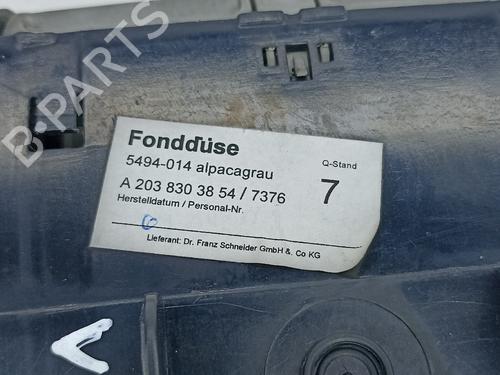 B-PARTS
Fonddüse
5494-014 alpacagrau
Q-Stand
A 203 830 38 54 / 7376
7
Herstelldatum / Personal-Nr.
6
Lieferant: Dr. Franz Schneider GmbH &. Co KG